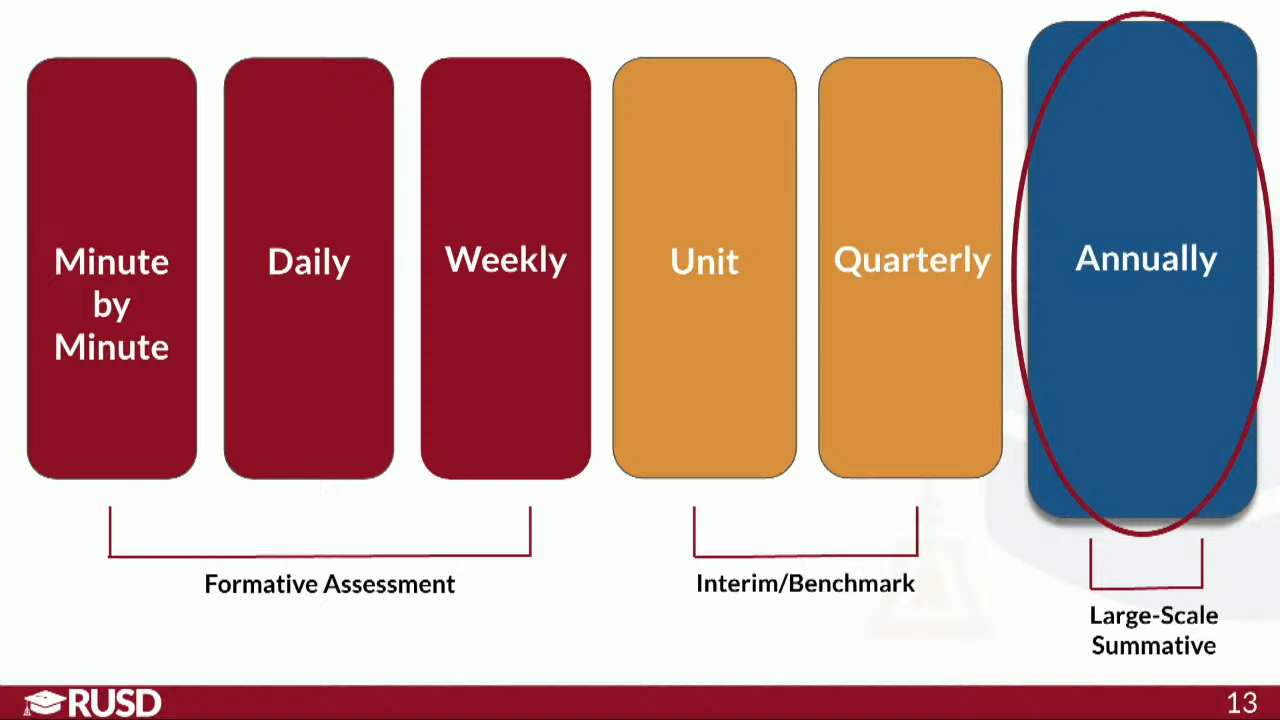 Minute
by
Minute
Daily
Weekly
Unit
Quarterly
Annually
Formative Assessment
Interim/Benchmark
Large-Scale
Summative
RUSD
13